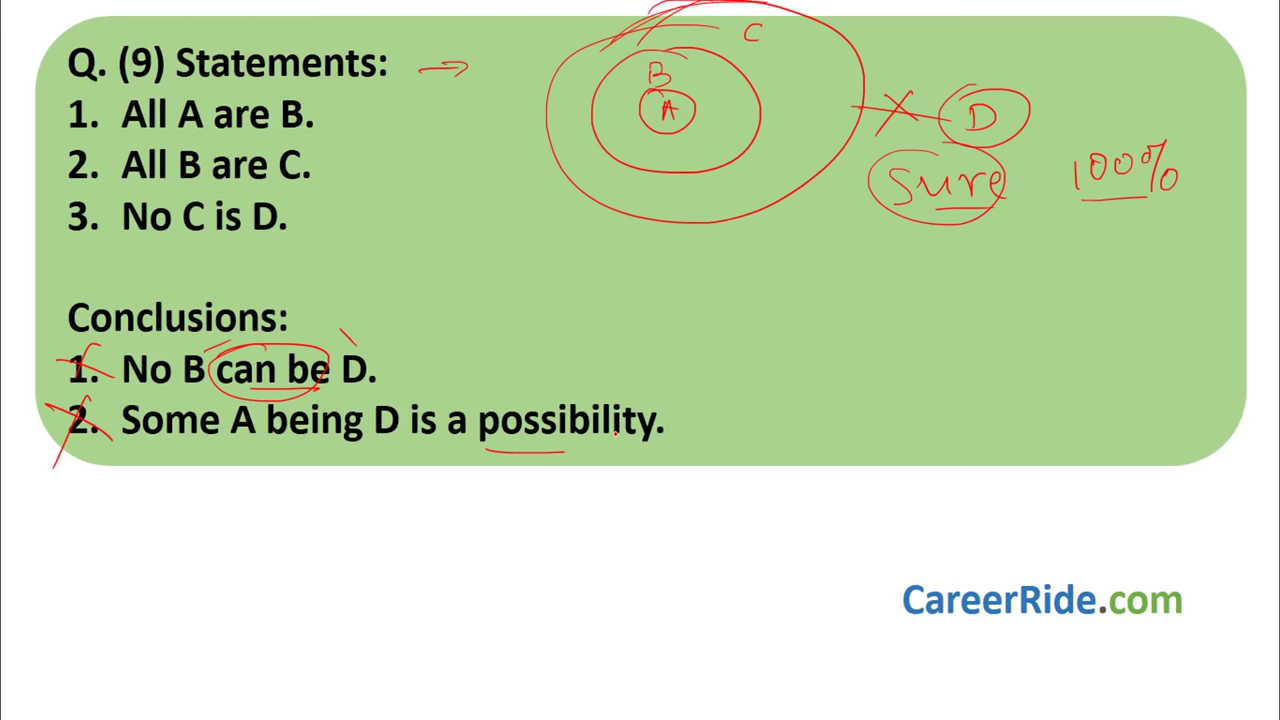 Q. (9) Statements:
1. All A are B.
2. All B are C.
3. No C is D.
C
B
A
D
Sure
100%
Conclusions:
1. No B can be D.
2. Some A being D is a possibility.
CareerRide.com